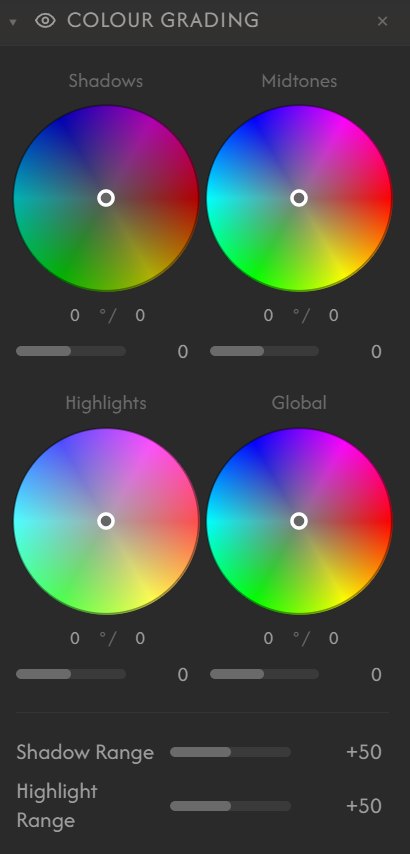 COLOUR GRADING
Shadows Midtones
0 °/ 0 0 °/ 0
0 0
Highlights Global
0 °/ 0 0 °/ 0
0 0
Shadow Range +50
Highlight
Range +50